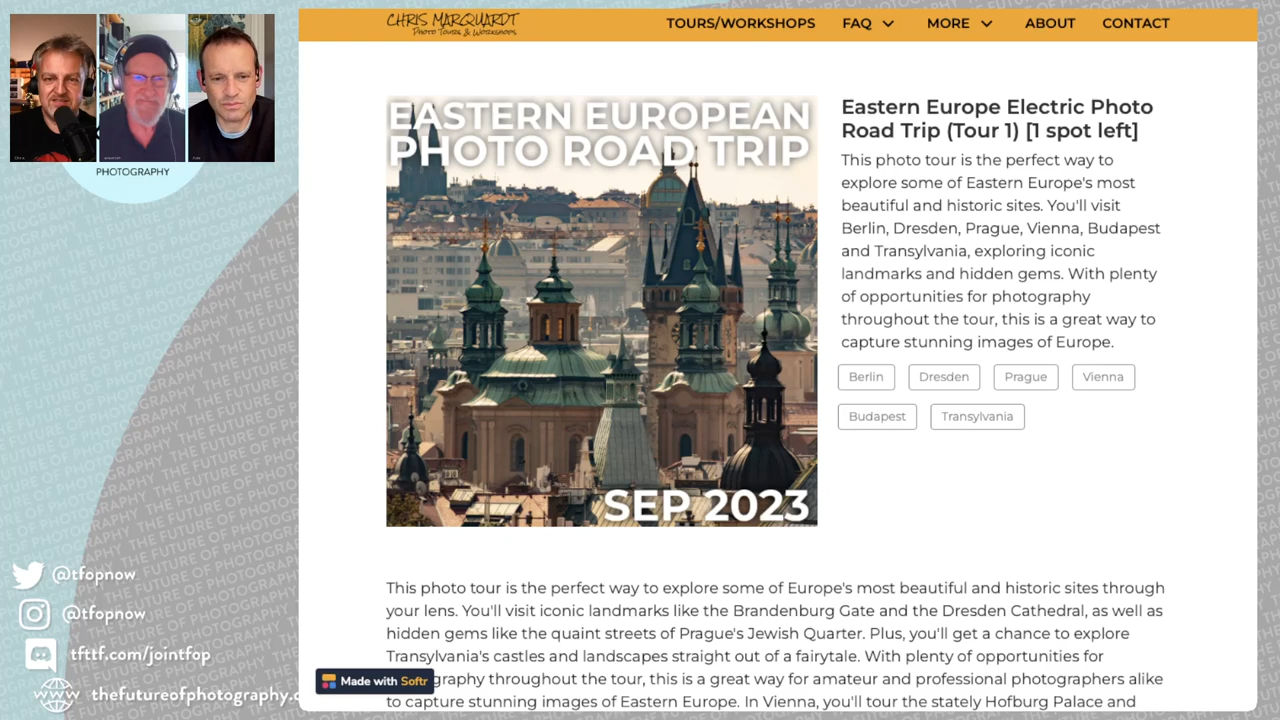 CHRIS MARQUARDT
Photo Tours & Workshops
TOURS/WORKSHOPS
FAQ
MORE
ABOUT
CONTACT
PHOTOGRAPHY
EASTERN EUROPEAN
PHOTO ROAD TRIP
SEP 2023
Eastern Europe Electric Photo
Road Trip (Tour 1) [1 spot left]
This photo tour is the perfect way to
explore some of Eastern Europe's most
beautiful and historic sites. You'll visit
Berlin, Dresden, Prague, Vienna, Budapest
and Transylvania, exploring iconic
landmarks and hidden gems. With plenty
of opportunities for photography
throughout the tour, this is a great way to
capture stunning images of Europe.
Berlin
Dresden
Prague
Vienna
Budapest
Transylvania
This photo tour is the perfect way to explore some of Europe's most beautiful and historic sites through
your lens. You'll visit iconic landmarks like the Brandenburg Gate and the Dresden Cathedral, as well as
hidden gems like the quaint streets of Prague's Jewish Quarter. Plus, you'll get a chance to explore
Transylvania's castles and landscapes straight out of a fairytale. With plenty of opportunities for
ography throughout the tour, this is a great way for amateur and professional photographers alike
to capture stunning images of Eastern Europe. In Vienna, you'll tour the stately Hofburg Palace and
Made with Softr
@tfopnow
@tfopnow
tfttf.com/jointfop
thefutureofphotography.c
THE FUTURE OF PHOTOGRAPHY